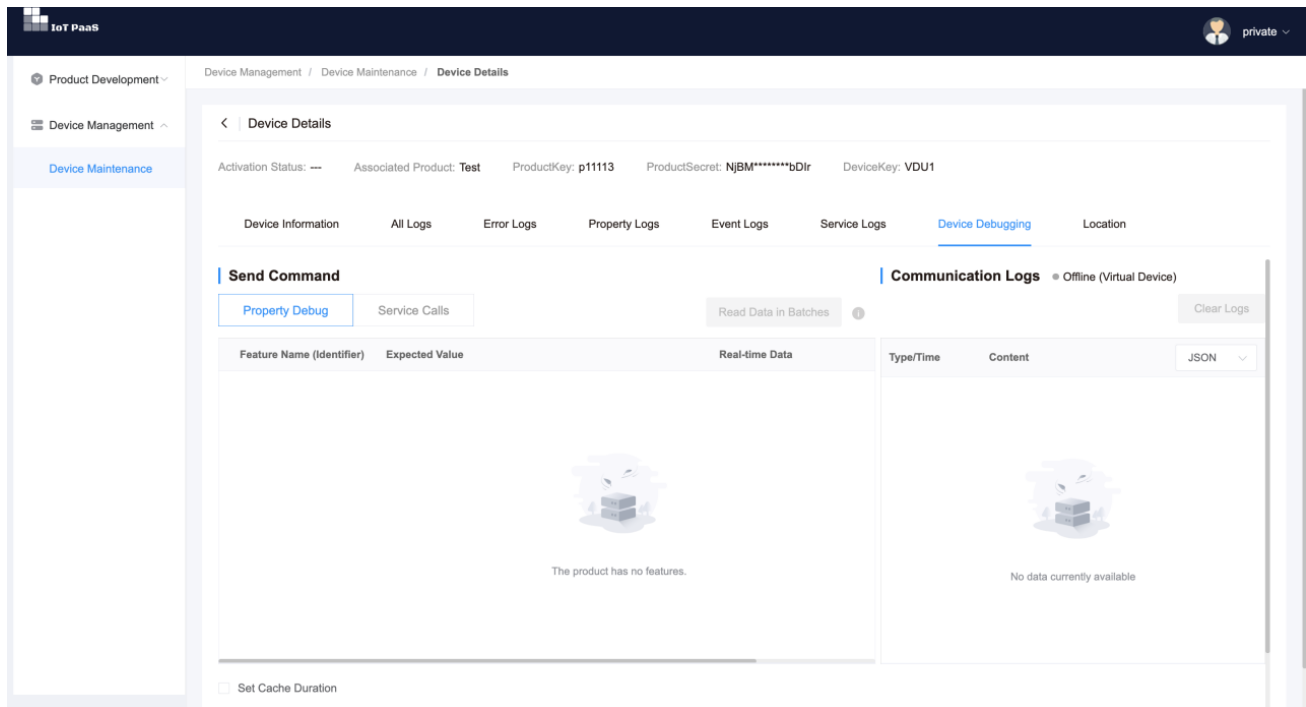 IoT PaaS
private
Product Development
Device Management
Device Maintenance
Device Management / Device Maintenance / Device Details
Device Details
Activation Status: --- Associated Product: Test ProductKey: p11113 ProductSecret: NjBM********bDIr DeviceKey: VDU1
Device Information All Logs Error Logs Property Logs Event Logs Service Logs Device Debugging Location
Send Command
Property Debug Service Calls Read Data in Batches
Feature Name (Identifier) Expected Value Real-time Data
The product has no features.
Set Cache Duration
Communication Logs Offline (Virtual Device)
Clear Logs
Type/Time Content JSON
No data currently available